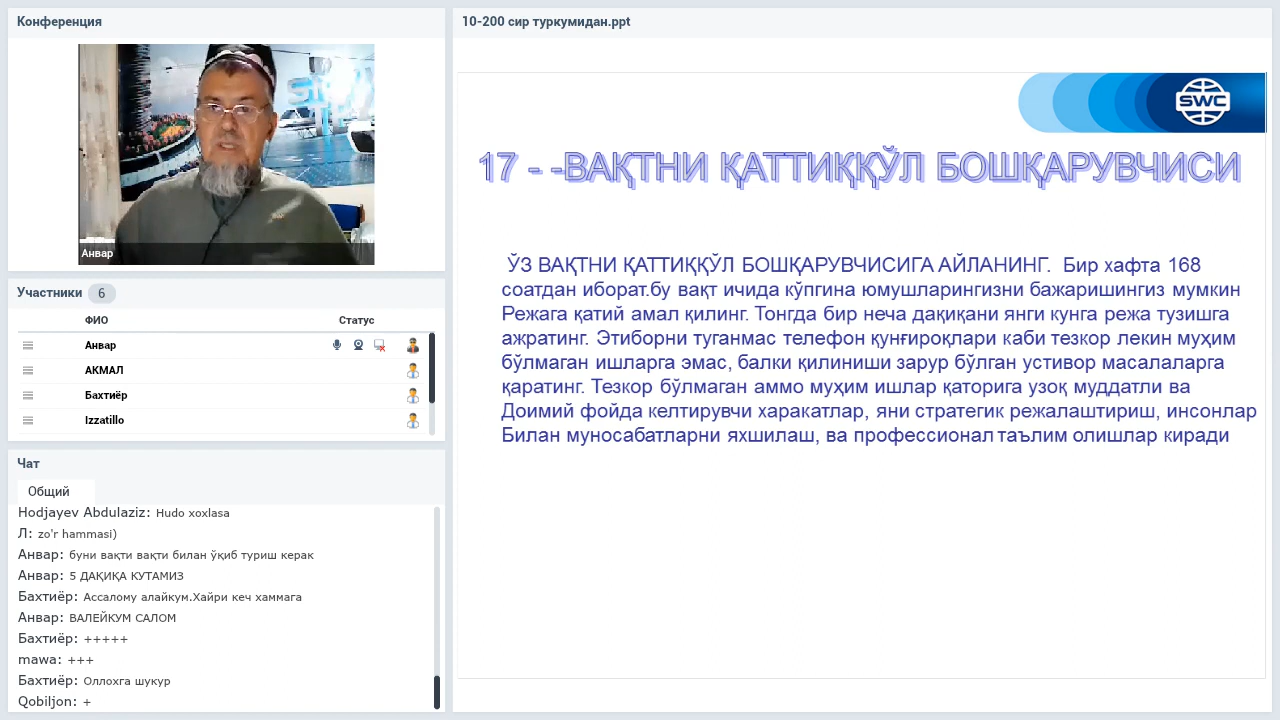 Конференция
Анвар
Участники 6
ФИО Статус
Анвар
АКМАЛ
Бахтиёр
Izzatillo
Чат
Общий
Hodjayev Abdulaziz: Hudo xoxlasa
Л: zo'r hammasi)
Анвар: буни вақти вақти билан ўқиб туриш керак
Анвар: 5 ДАҚИҚА КУТАМИЗ
Бахтиёр: Ассалому алайкум.Хайри кеч хаммага
Анвар: ВАЛЕЙКУМ САЛОМ
Бахтиёр: +++++
mawa: +++
Бахтиёр: Оллохга шукур
Qobiljon: +
10-200 сир туркумидан.ppt
SWC
17 - -ВАҚТНИ ҚАТТИҚҚЎЛ БОШҚАРУВЧИСИ
ЎЗ ВАҚТНИ ҚАТТИҚҚЎЛ БОШҚАРУВЧИСИГА АЙЛАНИНГ. Бир хафта 168
соатдан иборат.бу вақт ичида кўпгина юмушларингизни бажаришингиз мумкин
Режага қатий амал қилинг. Тонгда бир неча дақиқани янги кунга режа тузишга
ажратинг. Этиборни туганмас телефон қунғироқлари каби тезкор лекин муҳим
бўлмаган ишларга эмас, балки қилиниши зарур бўлган устивор масалаларга
қаратинг. Тезкор бўлмаган аммо муҳим ишлар қаторига узоқ муддатли ва
Доимий фойда келтирувчи харакатлар, яни стратегик режалаштириш, инсонлар
Билан муносабатларни яхшилаш, ва профессионал таълим олишлар киради